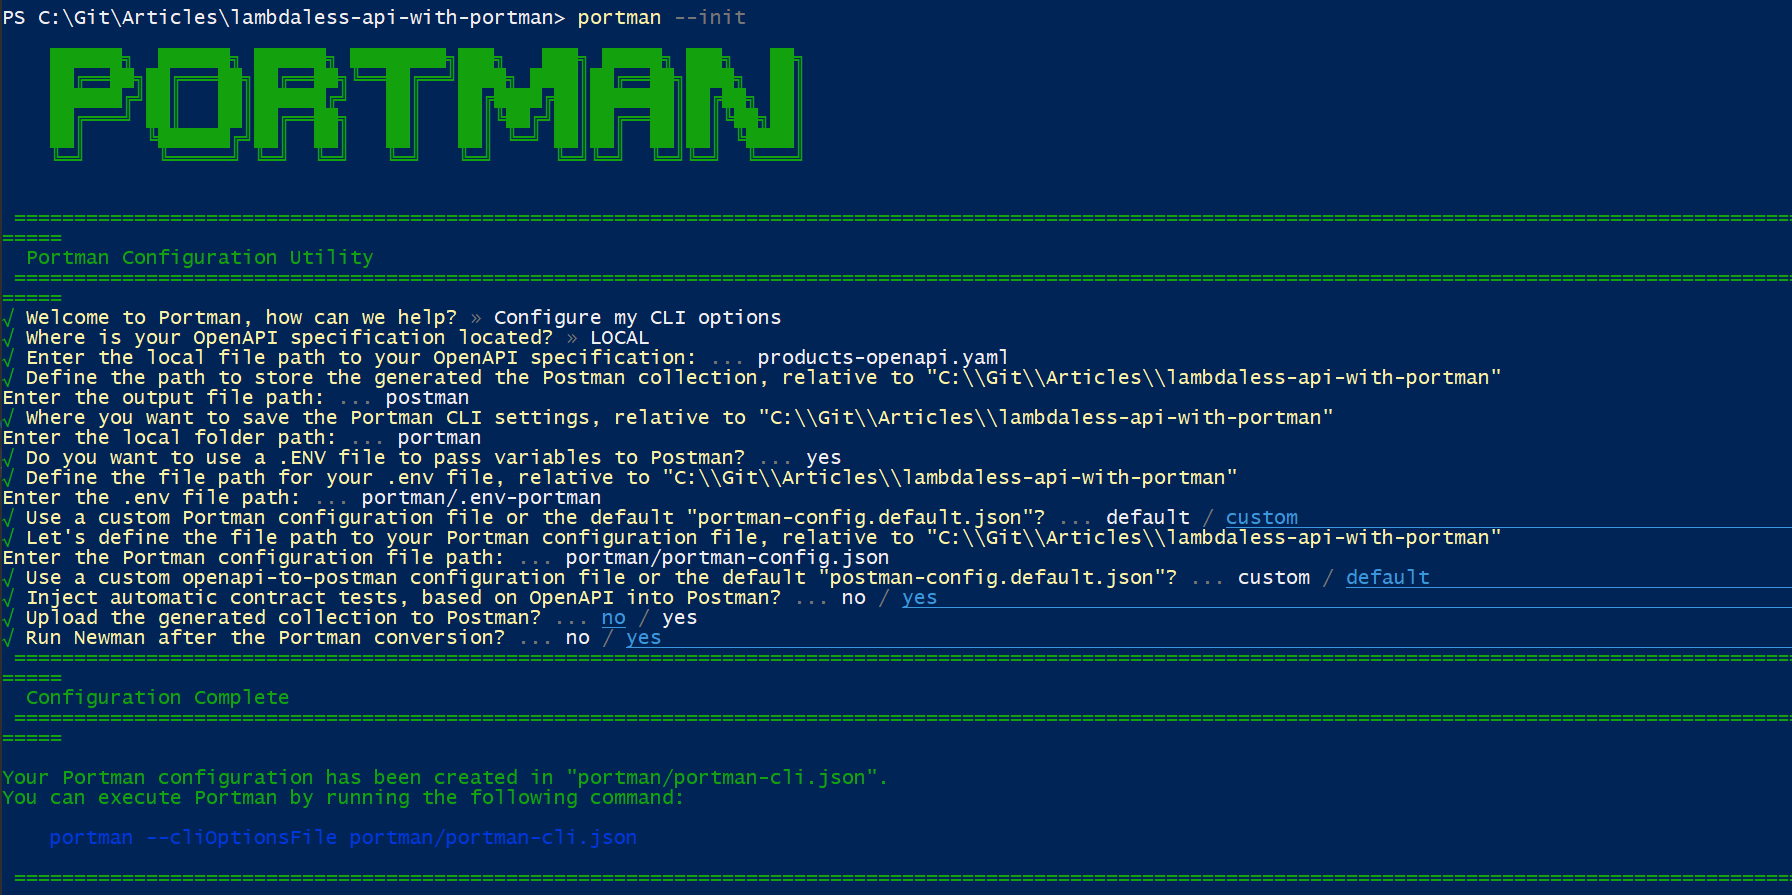 PS C:\Git\Articles\lambdaless-api-with-portman> portman --init
PORTMAN
====================================================================================================================================================
=====
Portman Configuration Utility
====================================================================================================================================================
=====
√ Welcome to Portman, how can we help? » Configure my CLI options
√ Where is your OpenAPI specification located? » LOCAL
√ Enter the local file path to your OpenAPI specification: ... products-openapi.yaml
√ Define the path to store the generated the Postman collection, relative to "C:\\Git\\Articles\\lambdaless-api-with-portman"
Enter the output file path: ... postman
√ Where you want to save the Portman CLI settings, relative to "C:\\Git\\Articles\\lambdaless-api-with-portman"
Enter the local folder path: ... portman
√ Do you want to use a .ENV file to pass variables to Postman? ... yes
√ Define the file path for your .env file, relative to "C:\\Git\\Articles\\lambdaless-api-with-portman"
Enter the .env file path: ... portman/.env-portman
√ Use a custom Portman configuration file or the default "portman-config.default.json"? ... default / custom
√ Let's define the file path to your Portman configuration file, relative to "C:\\Git\\Articles\\lambdaless-api-with-portman"
Enter the Portman configuration file path: ... portman/portman-config.json
√ Use a custom openapi-to-postman configuration file or the default "postman-config.default.json"? ... custom / default
√ Inject automatic contract tests, based on OpenAPI into Postman? ... no / yes
√ Upload the generated collection to Postman? ... no / yes
√ Run Newman after the Portman conversion? ... no / yes
====================================================================================================================================================
=====
Configuration Complete
====================================================================================================================================================
=====
Your Portman configuration has been created in "portman/portman-cli.json".
You can execute Portman by running the following command:
portman --cliOptionsFile portman/portman-cli.json
====================================================================================================================================================